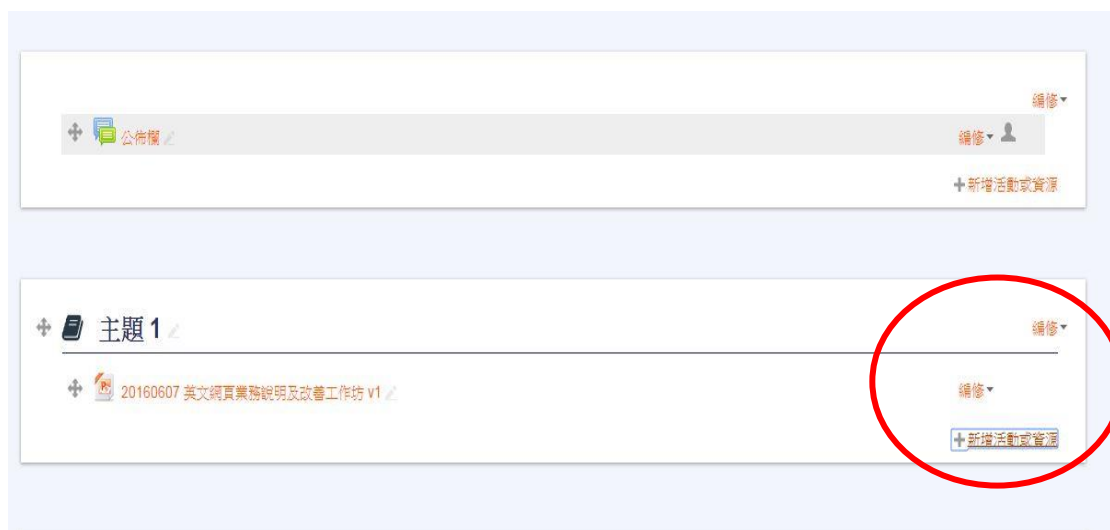 編修
公佈欄 編修
新增活動或資源
主題 1 編修
20160607 英文網頁業務說明及改善工作坊 v1 編修
新增活動或資源